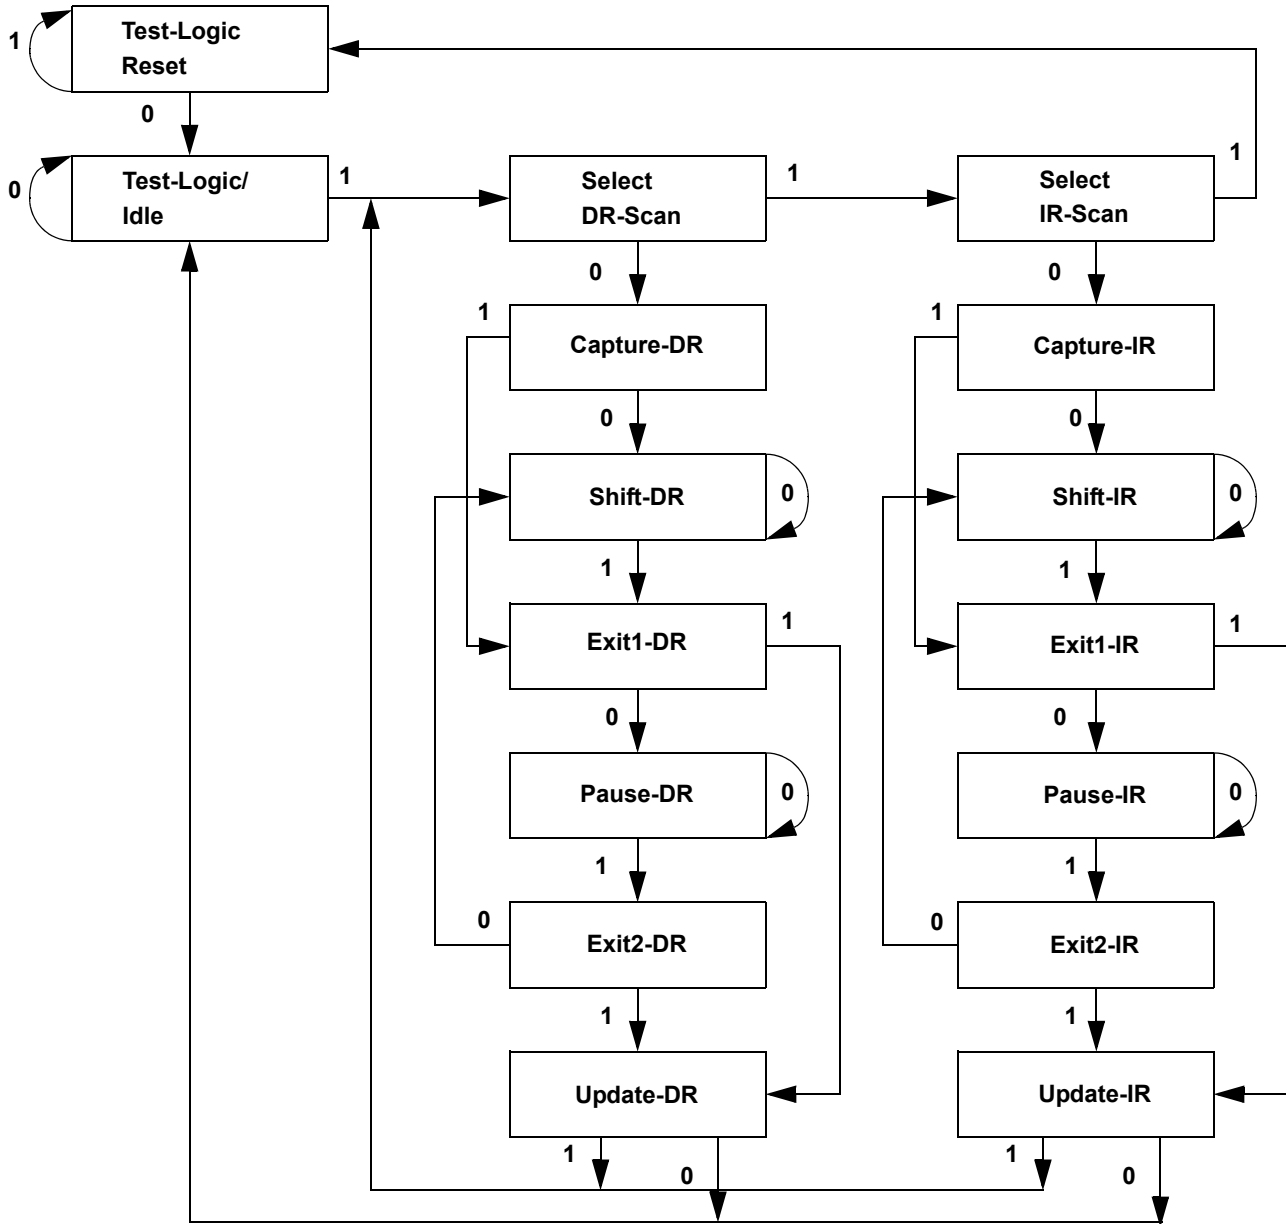 Test-Logic
Reset
1
0
Test-Logic/
Idle
0
1
Select
DR-Scan
1
Select
IR-Scan
1
0
0
1
Capture-DR
1
Capture-IR
0
0
Shift-DR
0
Shift-IR
0
1
1
Exit1-DR
1
Exit1-IR
1
0
0
Pause-DR
0
Pause-IR
0
1
1
0
Exit2-DR
0
Exit2-IR
1
1
Update-DR
Update-IR
1
0
1
0